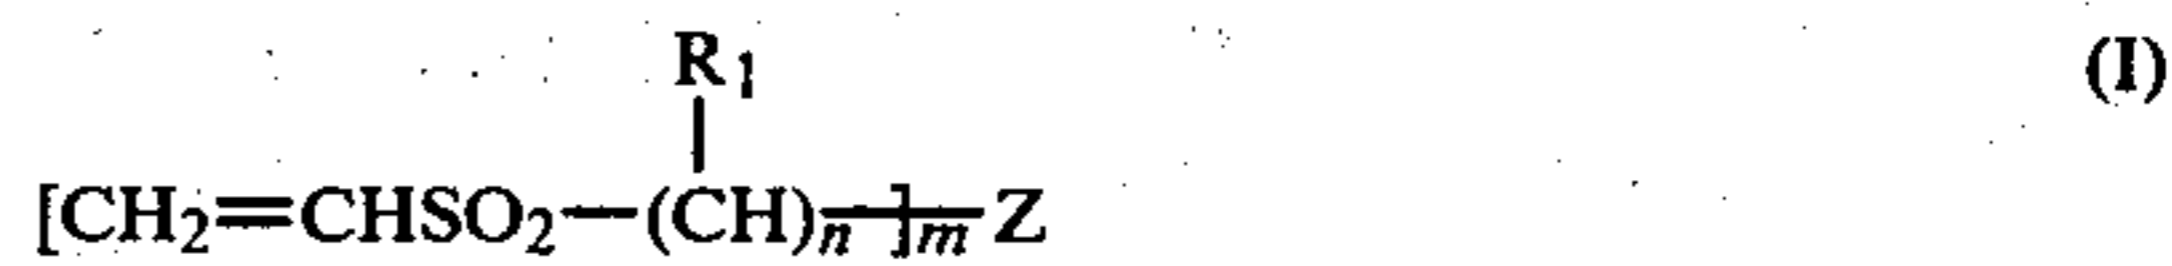 R1 (I)
[CH2=CHSO2—(CH)n—]m—Z